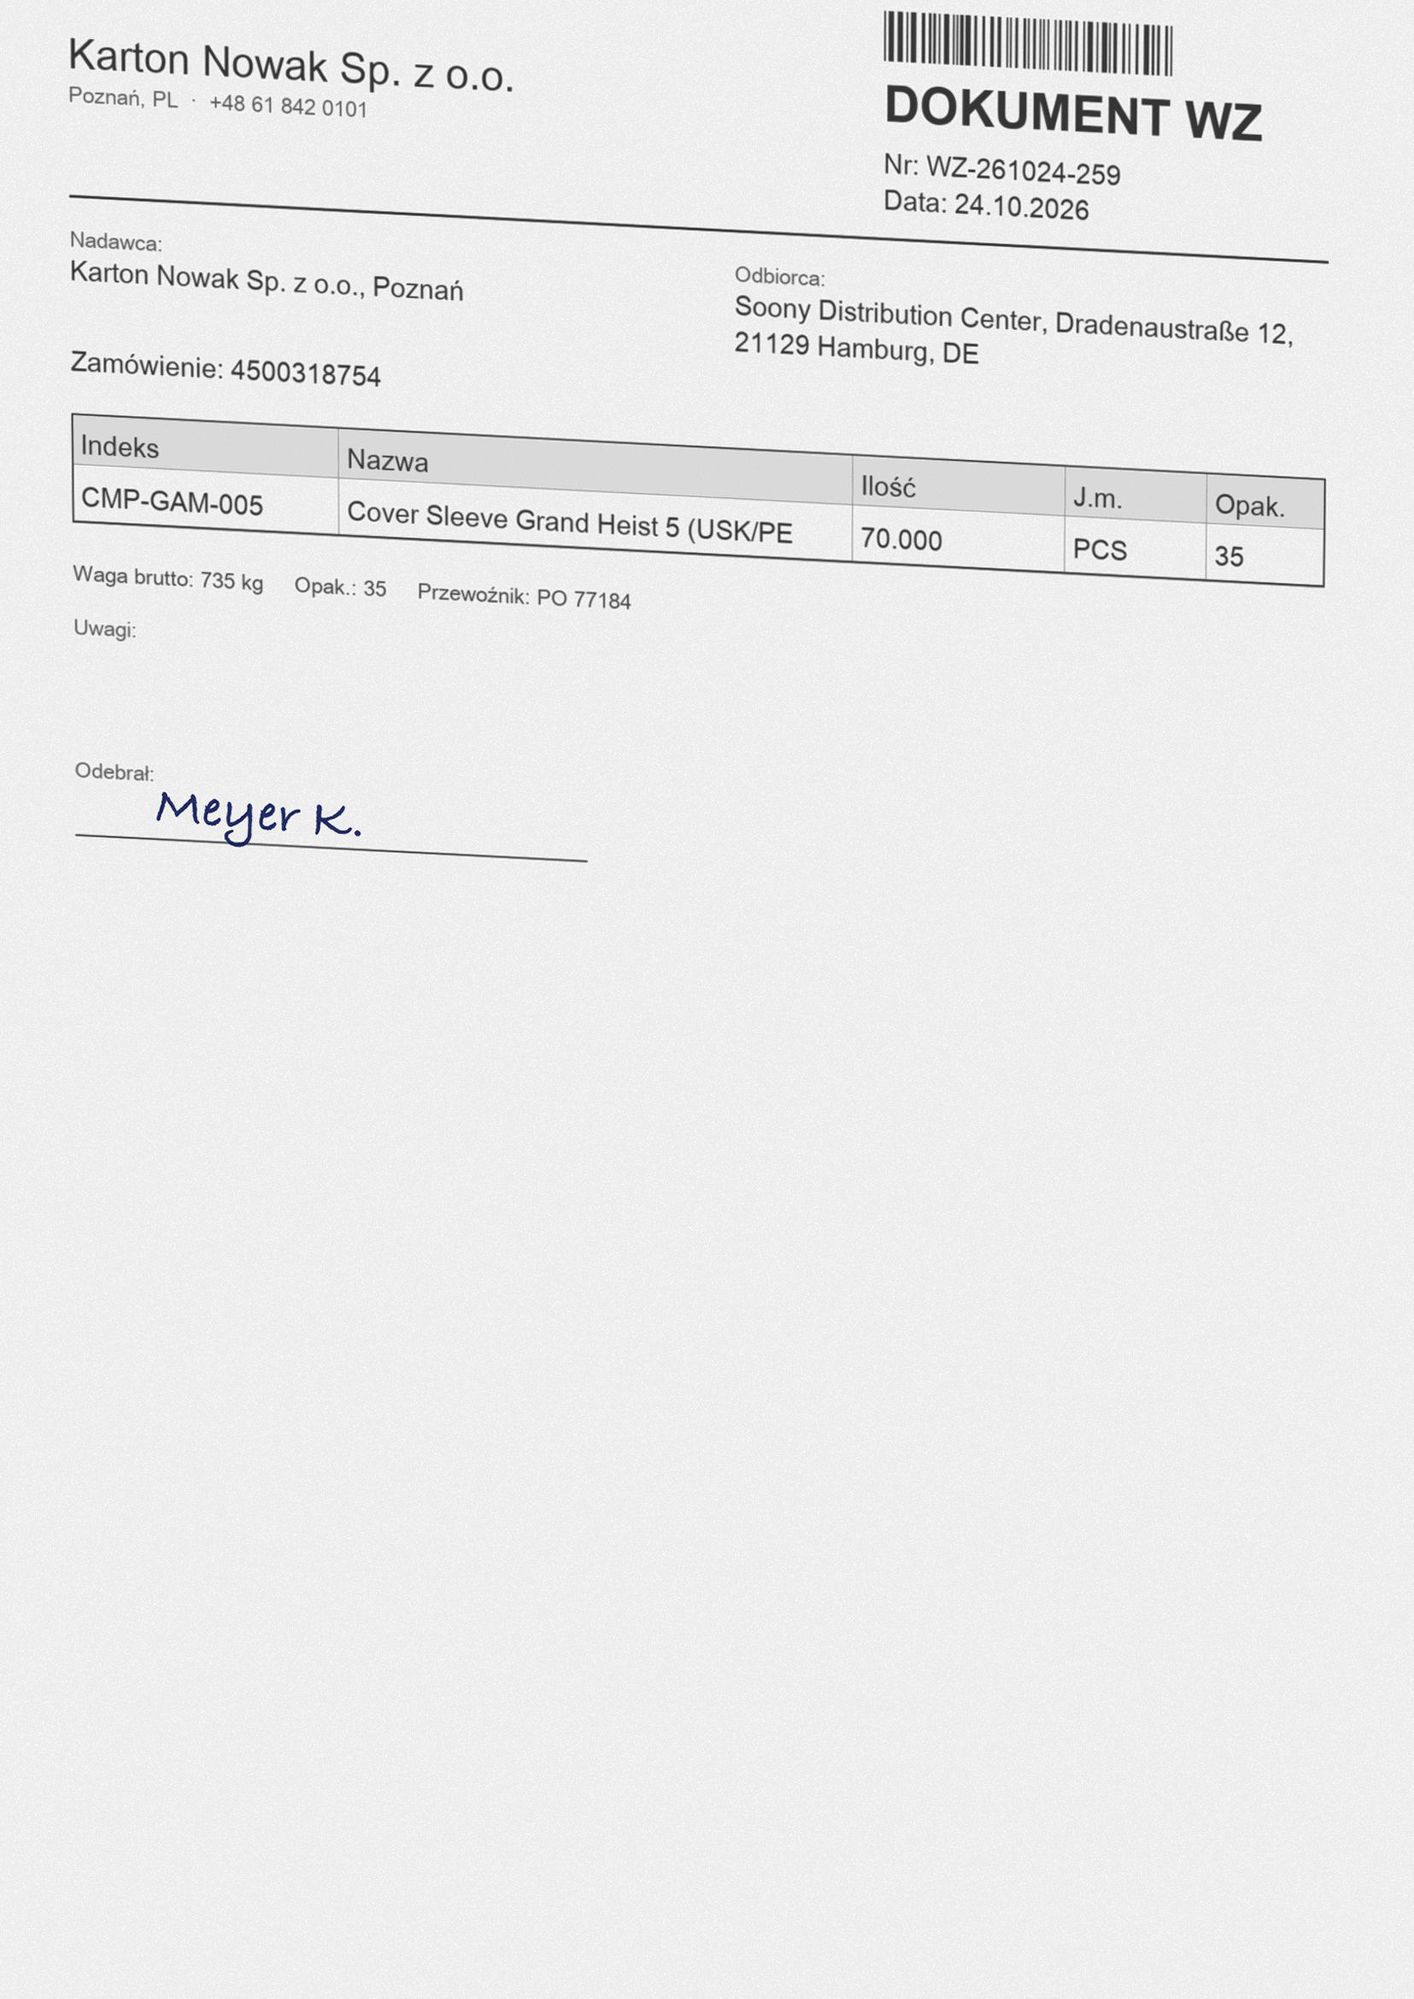 Karton Nowak Sp. z o.o.
Poznań, PL · +48 61 842 0101
DOKUMENT WZ
Nr: WZ-261024-259
Data: 24.10.2026
Nadawca:
Karton Nowak Sp. z o.o., Poznań
Odbiorca:
Soony Distribution Center, Dradenaustraße 12,
21129 Hamburg, DE
Zamówienie: 4500318754
Indeks Nazwa Ilość J.m. Opak.
CMP-GAM-005 Cover Sleeve Grand Heist 5 (USK/PE 70.000 PCS 35
Waga brutto: 735 kg Opak.: 35 Przewoźnik: PO 77184
Uwagi:
Odebrał:
Meyer K.